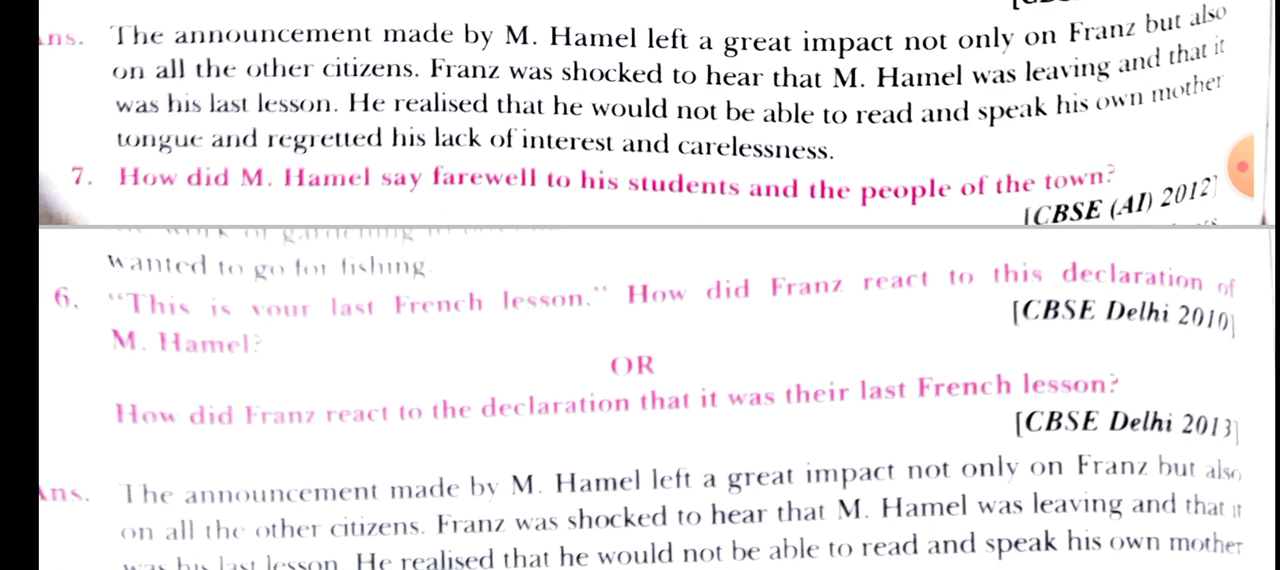 Ans. The announcement made by M. Hamel left a great impact not only on Franz but also
on all the other citizens. Franz was shocked to hear that M. Hamel was leaving and that it
was his last lesson. He realised that he would not be able to read and speak his own mother
tongue and regretted his lack of interest and carelessness.
7. How did M. Hamel say farewell to his students and the people of the town?
[CBSE (AI) 2012]
wanted to go for fishing.
6. “This is your last French lesson.” How did Franz react to this declaration of
M. Hamel?
[CBSE Delhi 2010]
OR
How did Franz react to the declaration that it was their last French lesson?
[CBSE Delhi 2013]
Ans. The announcement made by M. Hamel left a great impact not only on Franz but also
on all the other citizens. Franz was shocked to hear that M. Hamel was leaving and that it
was his last lesson. He realised that he would not be able to read and speak his own mother